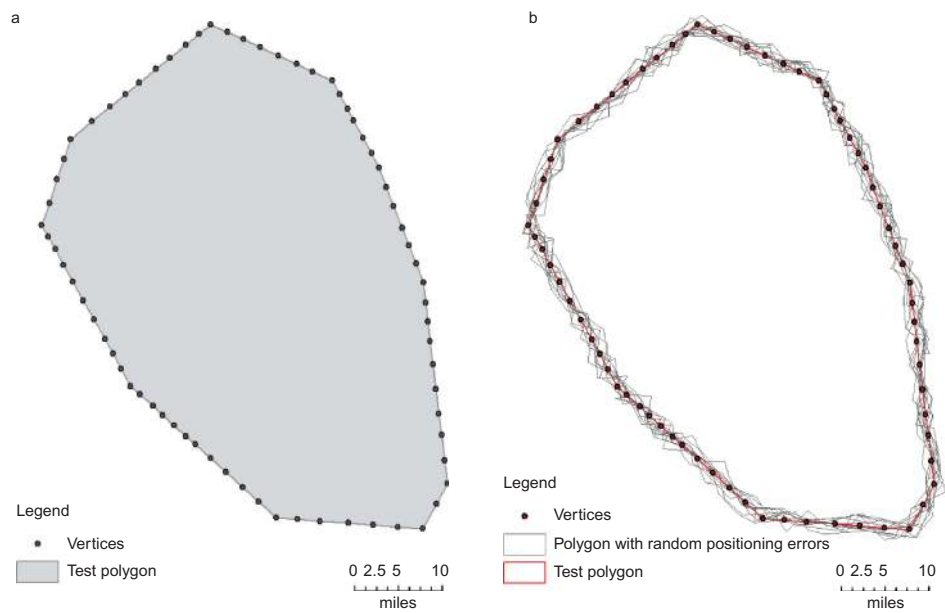 a
Legend
Vertices
Test polygon
0 2.5 5 10
miles
b
Legend
Vertices
Polygon with random positioning errors
Test polygon
0 2.5 5 10
miles